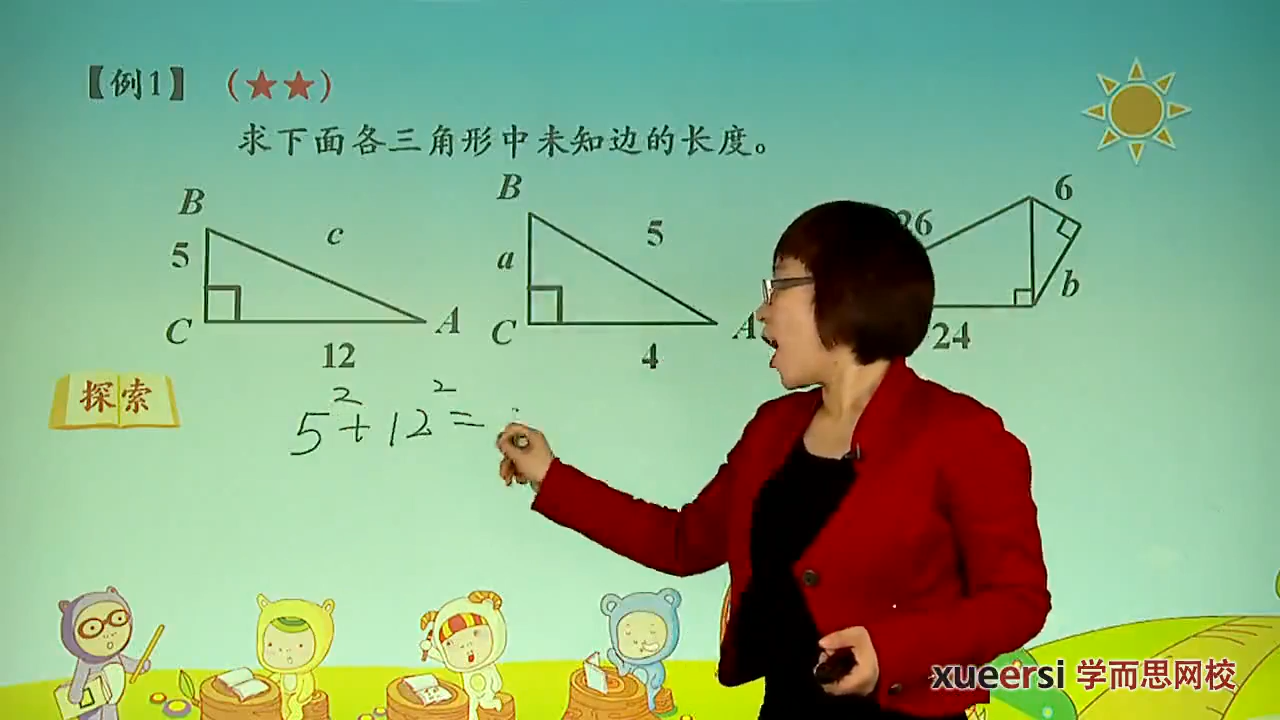 【例1】 (★★)
求下面各三角形中未知边的长度。
B
5
c
C
A
12
B
a
5
C
A
4
26
6
b
24
探索
5²+12²=
xueersi 学而思网校